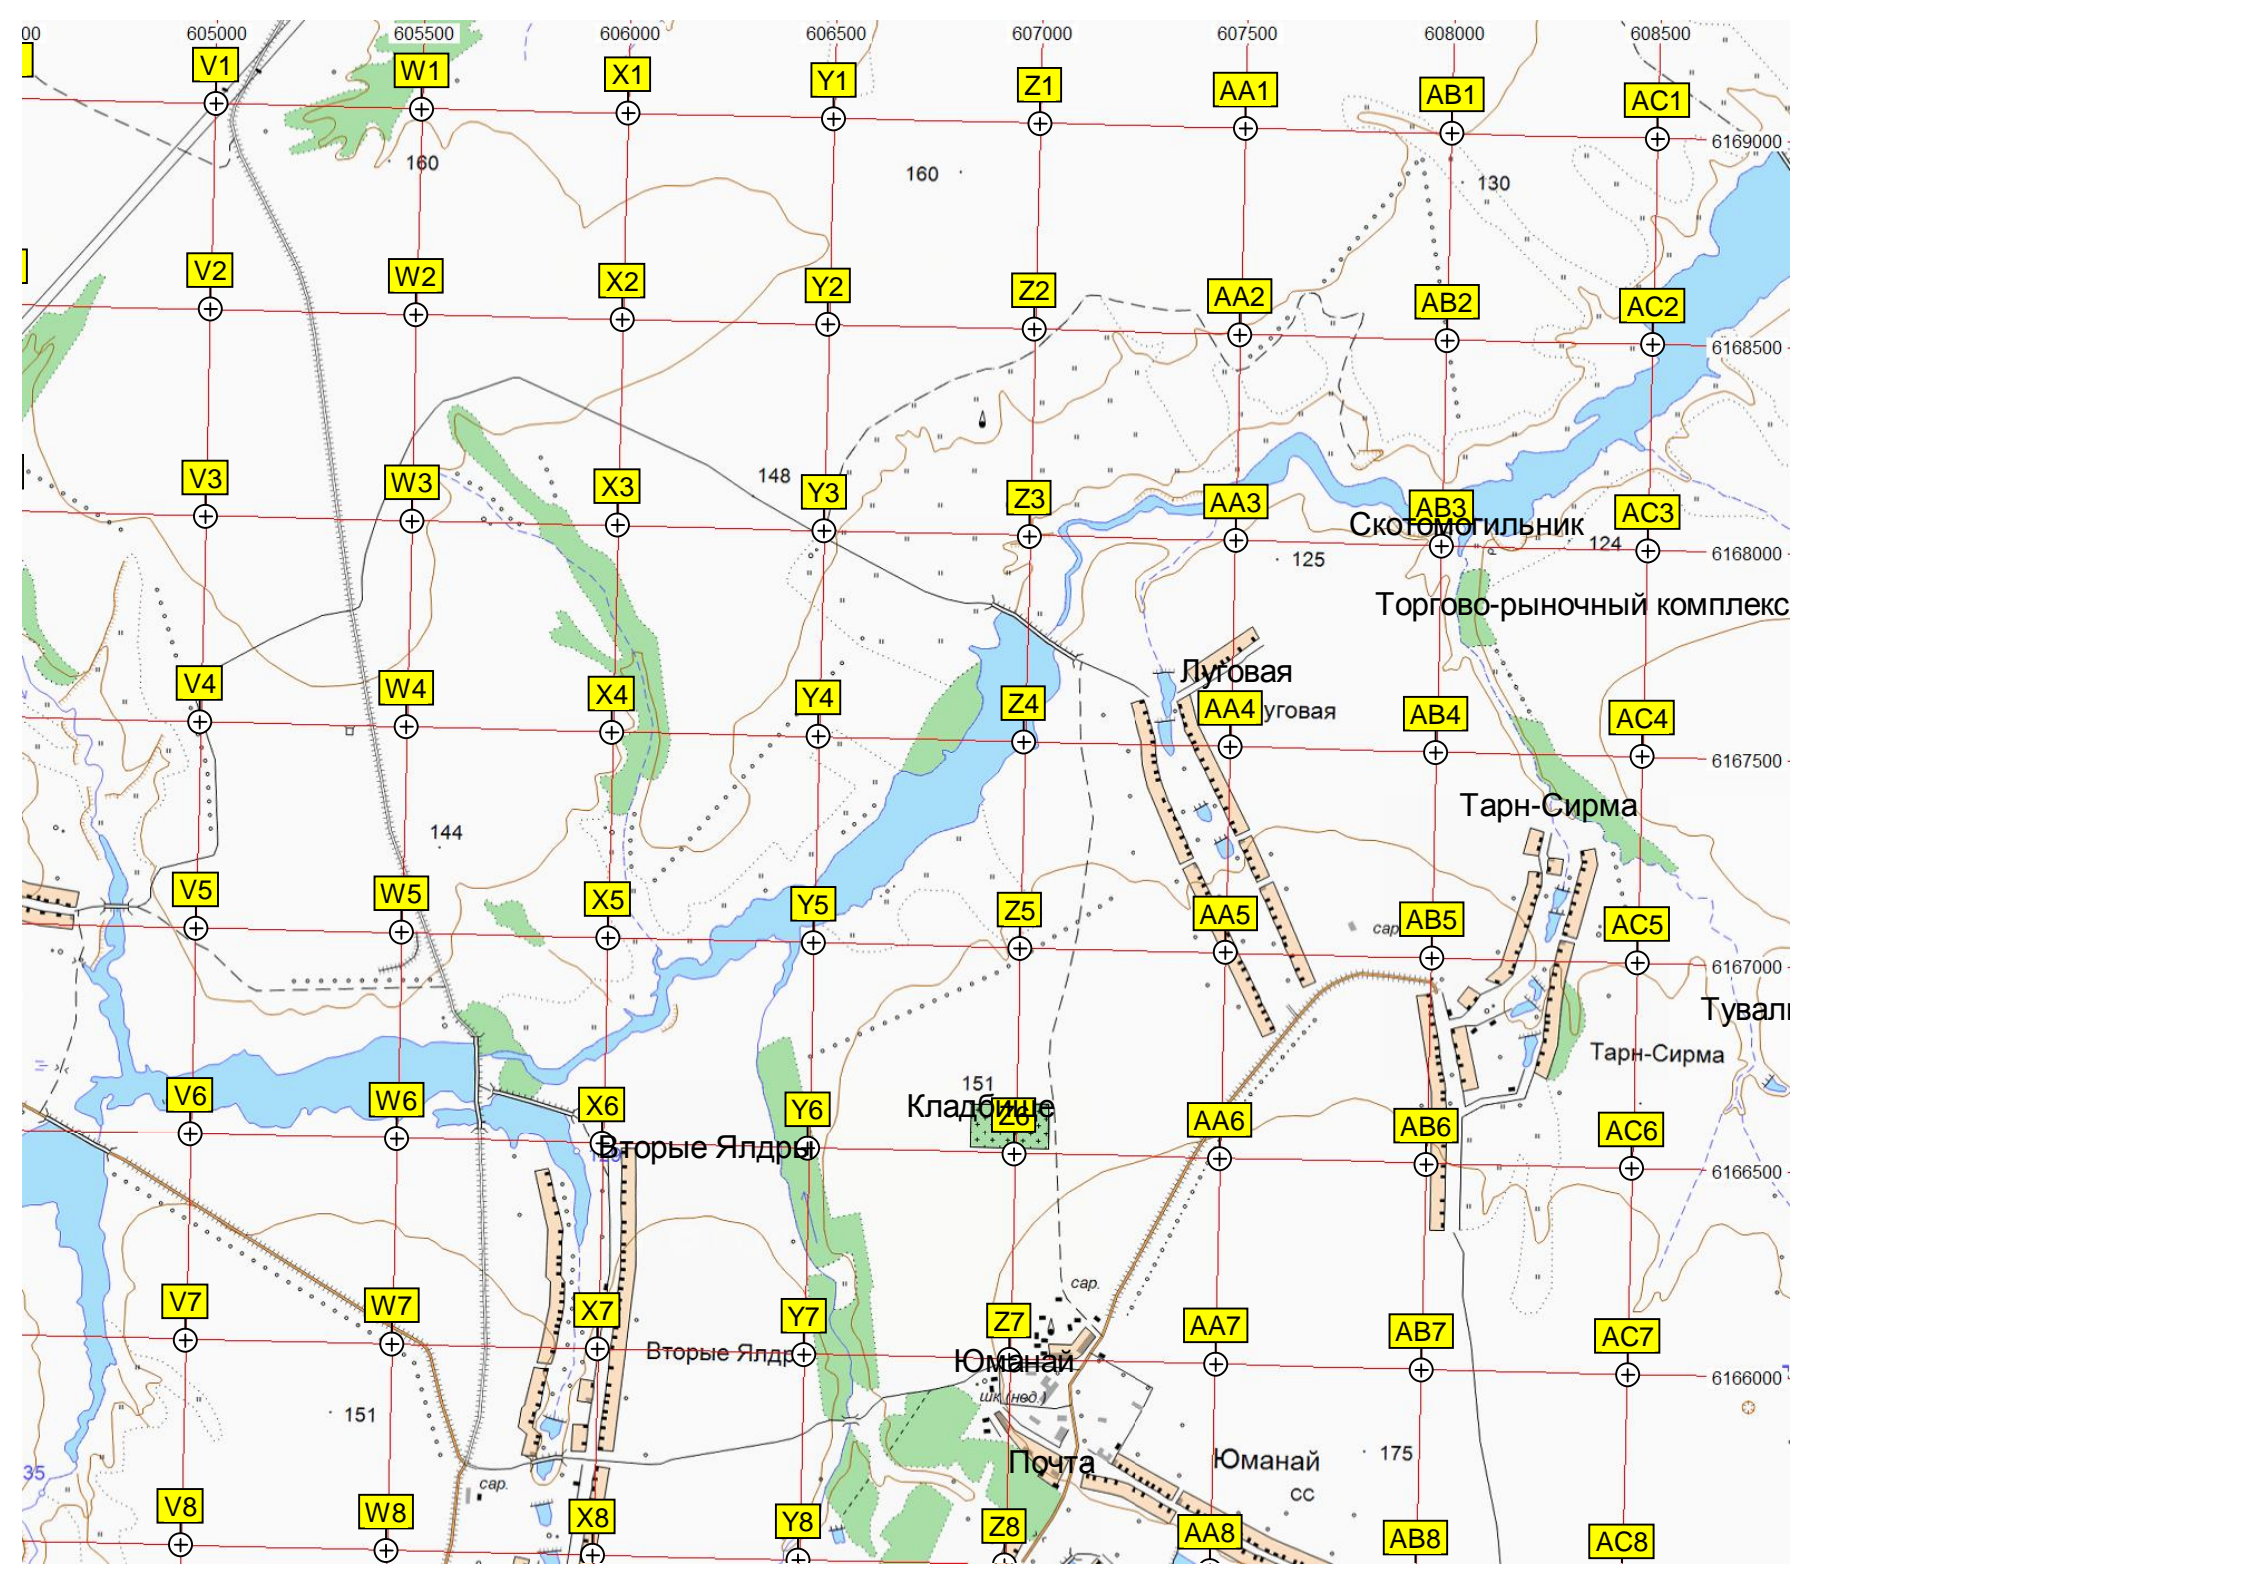 00 605000 605500 606000 606500 607000 607500 608000 608500
V1 W1 X1 Y1 Z1 AA1 AB1 AC1
6169000
160 160 130
V2 W2 X2 Y2 Z2 AA2 AB2 AC2
6168500
148
V3 W3 X3 Y3 Z3 AA3 AB3 AC3
Скотомогильник
124
125
6168000
Торгово-рыночный комплекс
Луговая
V4 W4 X4 Y4 Z4 AA4 уговая AB4 AC4
6167500
Тарн-Сирма
144
V5 W5 X5 Y5 Z5 AA5 AB5 AC5
сар
6167000
Тарн-Сирма
151
Кладбище
V6 W6 X6 Y6 Z6 AA6 AB6 AC6
Вторые Ялдры
6166500
сар.
V7 W7 X7 Y7 Z7 AA7 AB7 AC7
Вторые Ялдр
Юманай
6166000
шк.(нед.)
151
175
Почта
Юманай
сс
35
сар.
V8 W8 X8 Y8 Z8 AA8 AB8 AC8